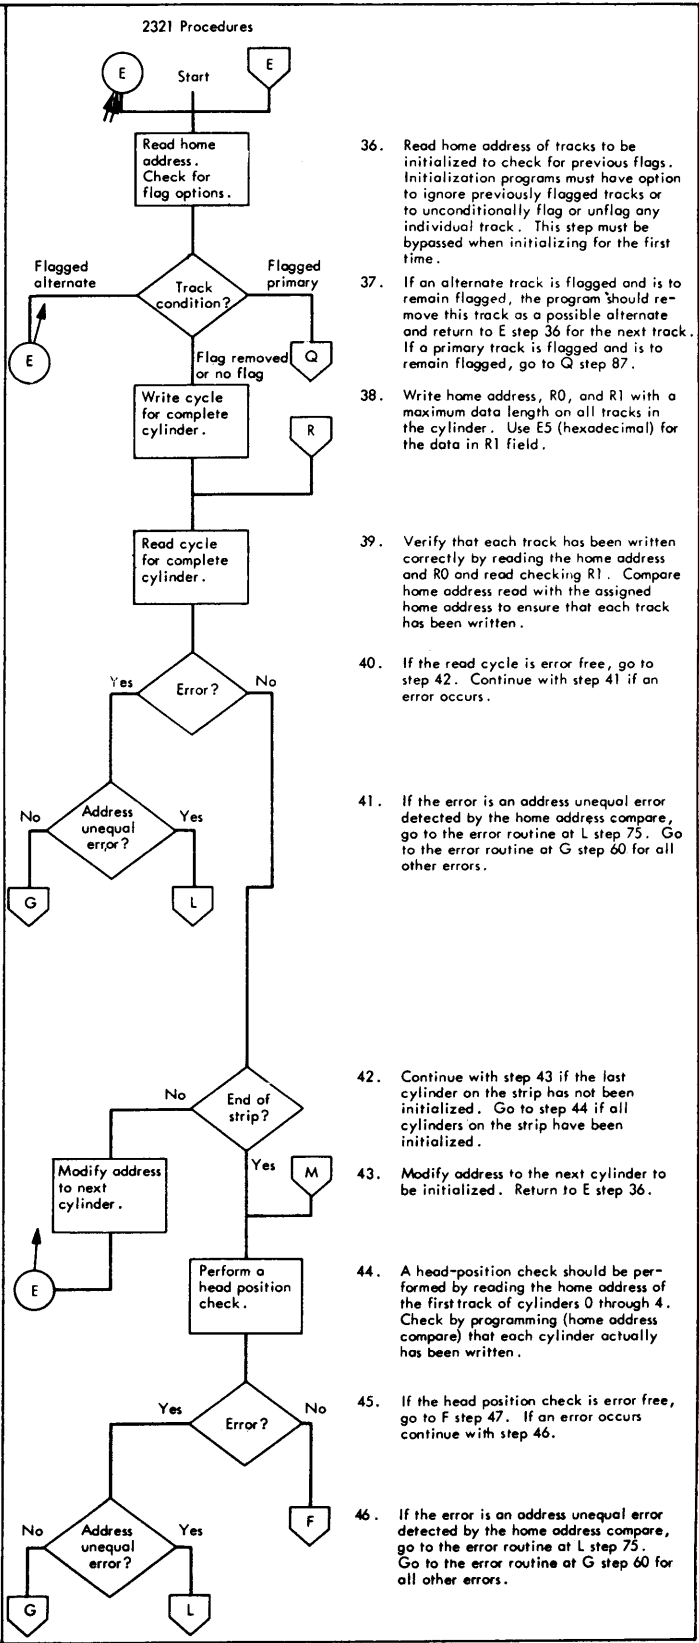 2321 Procedures
E
E
Start
Read home
address.
Check for
flag options.
36. Read home address of tracks to be
initialized to check for previous flags.
Initialization programs must have option
to ignore previously flagged tracks or
to unconditionally flag or unflag any
individual track. This step must be
bypassed when initializing for the first
time.
Flagged
alternate
Track
condition?
Flagged
primary
E
Q
Flag removed
or no flag
37. If an alternate track is flagged and is to
remain flagged, the program should re-
move this track as a possible alternate
and return to E step 36 for the next track.
If a primary track is flagged and is to
remain flagged, go to Q step 87.
Write cycle
for complete
cylinder.
R
38. Write home address, R0, and R1 with a
maximum data length on all tracks in
the cylinder. Use E5 (hexadecimal) for
the data in R1 field.
Read cycle
for complete
cylinder.
39. Verify that each track has been written
correctly by reading the home address
and R0 and read checking R1. Compare
home address read with the assigned
home address to ensure that each track
has been written.
Yes
Error?
No
40. If the read cycle is error free, go to
step 42. Continue with step 41 if an
error occurs.
No
Address
unequal
error?
Yes
G
L
41. If the error is an address unequal error
detected by the home address compare,
go to the error routine at L step 75. Go
to the error routine at G step 60 for all
other errors.
No
End of
strip?
Yes
M
42. Continue with step 43 if the last
cylinder on the strip has not been
initialized. Go to step 44 if all
cylinders on the strip have been
initialized.
Modify address
to next
cylinder.
E
43. Modify address to the next cylinder to
be initialized. Return to E step 36.
Perform a
head position
check.
44. A head-position check should be per-
formed by reading the home address of
the first track of cylinders 0 through 4.
Check by programming (home address
compare) that each cylinder actually
has been written.
Yes
Error?
No
F
45. If the head position check is error free,
go to F step 47. If an error occurs
continue with step 46.
No
Address
unequal
error?
Yes
G
L
46. If the error is an address unequal error
detected by the home address compare,
go to the error routine at L step 75.
Go to the error routine at G step 60 for
all other errors.